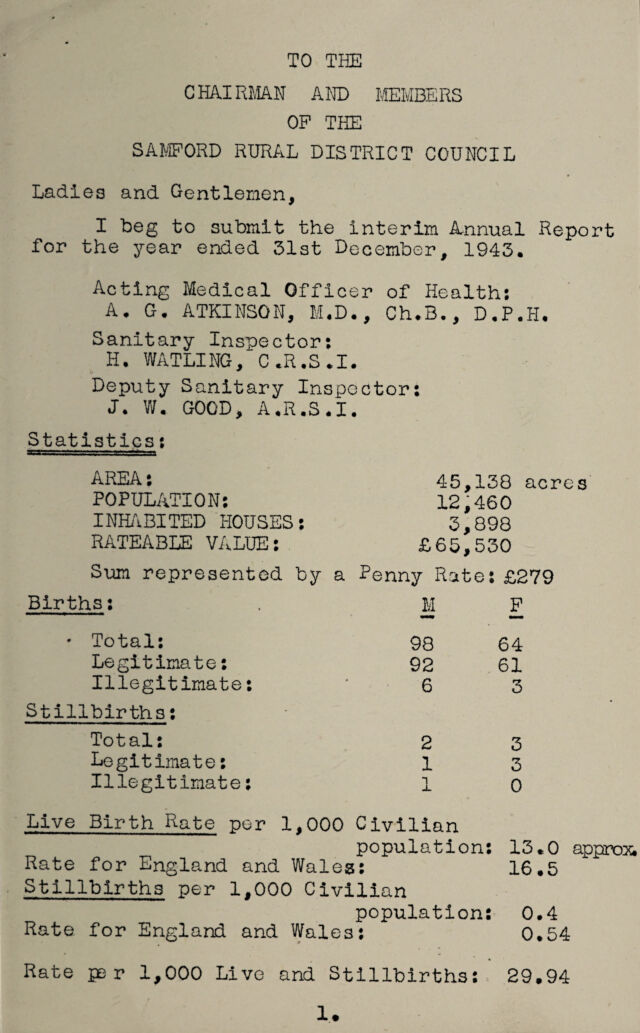 TO THE
CHAIRMAN AND MEMBERS
OF THE
SAMFORD RURAL DISTRICT COUNCIL
Ladies and Gentlemen,
I beg to submit the interim Annual Report
for the year ended 31st December, 1943.
Acting Medical Officer of Health:
A. G. ATKINSON, M.D., Ch.B., D.P.H.
Sanitary Inspector:
H. WATLING, C.R.S.I.
Deputy Sanitary Inspector:
J. W. GOOD, A.R.S.I.
Statistics:
AREA: 45,138 acres
POPULATION: 12,460
INHABITED HOUSES: 3,898
RATEABLE VALUE: £65,530
Sum represented by a Penny Rate: £279
Births: M F
Total: 98 64
Legitimate: 92 61
Illegitimate: 6 3
Stillbirths:
Total: 2 3
Legitimate: 1 3
Illegitimate: 1 0
Live Birth Rate per 1,000 Civilian
population: 13.0 approx.
Rate for England and Wales: 16.5
Stillbirths per 1,000 Civilian
population: 0.4
Rate for England and Wales: 0.54
Rate per 1,000 Live and Stillbirths: 29.94
1.